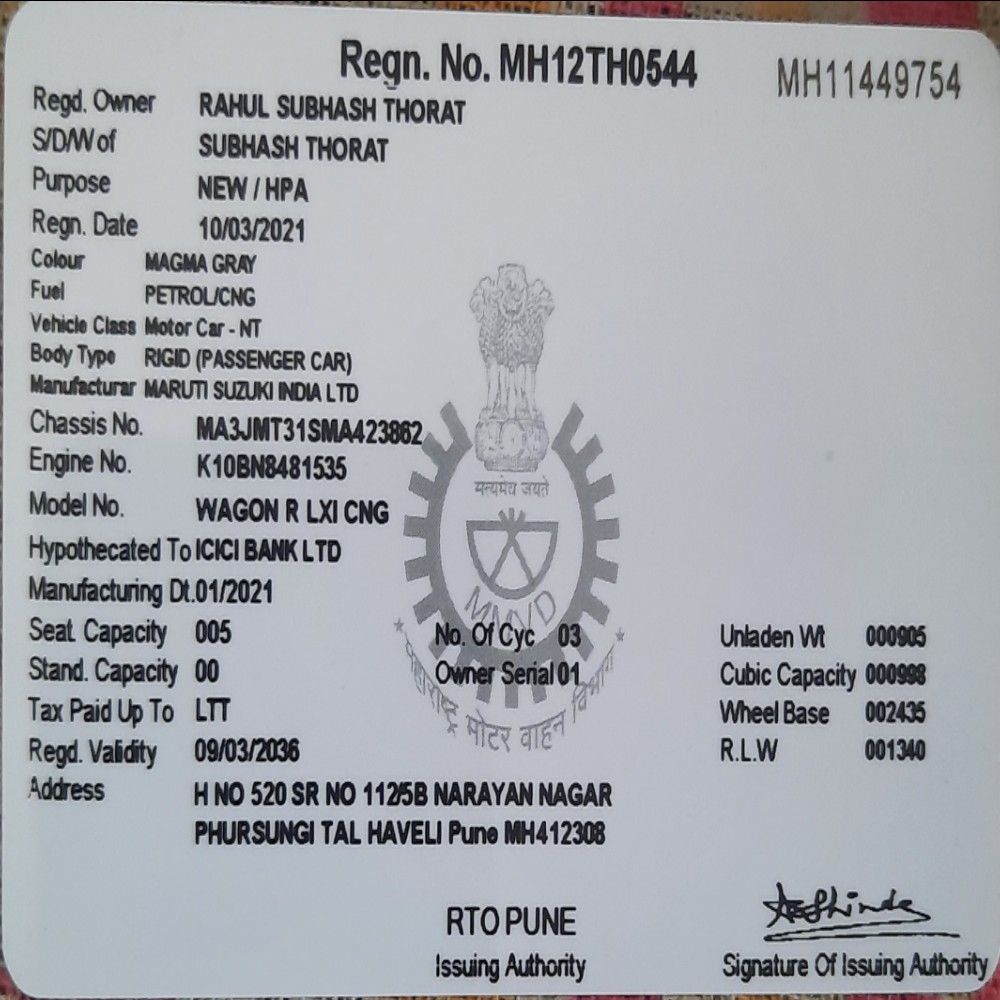 Regn. No. MH12TH0544
MH11449754
Regd. Owner RAHUL SUBHASH THORAT
S/D/W of SUBHASH THORAT
Purpose NEW / HPA
Regn. Date 10/03/2021
Colour MAGMA GRAY
Fuel PETROL/CNG
Vehicle Class Motor Car - NT
Body Type RIGID (PASSENGER CAR)
Manufacturar MARUTI SUZUKI INDIA LTD
Chassis No. MA3JMT31SMA423862
Engine No. K10BN8481535
सत्यमेव जयते
Model No. WAGON R LXI CNG
Hypothecated To ICICI BANK LTD
Manufacturing Dt.01/2021
MMVD
Seat Capacity 005 No. Of Cyc 03 Unladen Wt 000905
Stand. Capacity 00 Owner Serial 01 Cubic Capacity 000998
Tax Paid Up To LTT Wheel Base 002435
महाराष्ट्र मोटर वाहन विभाग
Regd. Validity 09/03/2036 R.L.W 001340
Address H NO 520 SR NO 112/5B NARAYAN NAGAR
PHURSUNGI TAL HAVELI Pune MH412308
RTO PUNE
AShinde
Issuing Authority Signature Of Issuing Authority